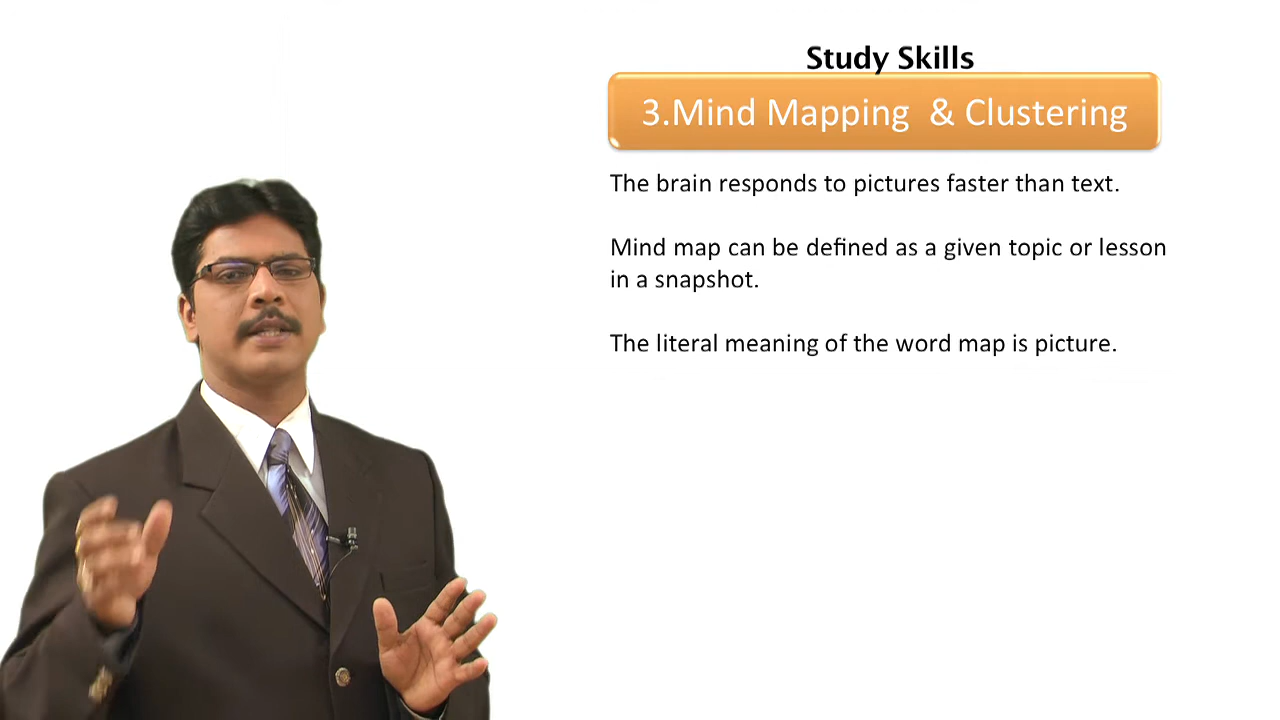 Study Skills
3.Mind Mapping  & Clustering
The brain responds to pictures faster than text.
Mind map can be defined as a given topic or lesson
in a snapshot.
The literal meaning of the word map is picture.